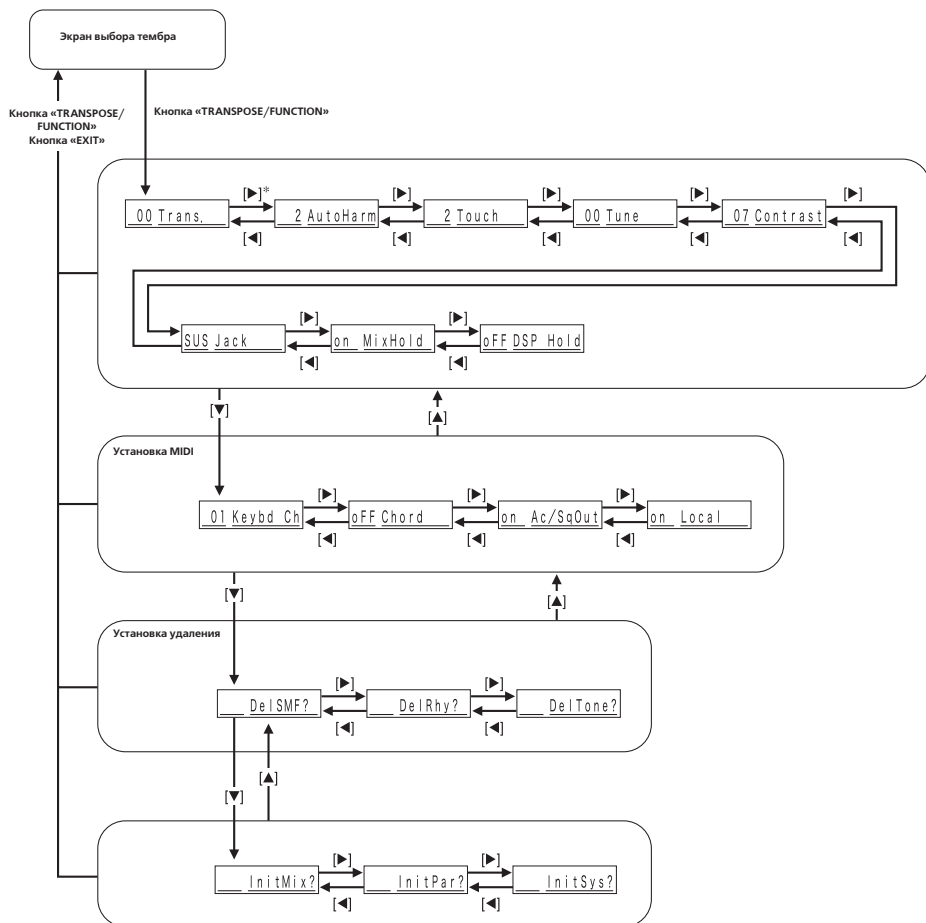 Экран выбора тембра
Кнопка «TRANSPOSE/
FUNCTION»
Кнопка «EXIT»
Кнопка «TRANSPOSE/FUNCTION»
[▶]* [▶] [▶] [▶] [▶]
00 Trans. 2 AutoHarm 2 Touch 00 Tune 07 Contrast
[◀] [◀] [◀] [◀] [◀]
[▶] [▶]
SUS Jack on MixHold oFF DSP Hold
[◀] [◀]
[▼] [▲]
Установка MIDI
[▶] [▶] [▶]
01 Keybd Ch oFF Chord on Ac/SqOut on Local
[◀] [◀] [◀]
[▼] [▲]
Установка удаления
[▶] [▶]
DelSMF? DelRhy? DelTone?
[◀] [◀]
[▼] [▲]
[▶] [▶]
InitMix? InitPar? InitSys?
[◀] [◀]